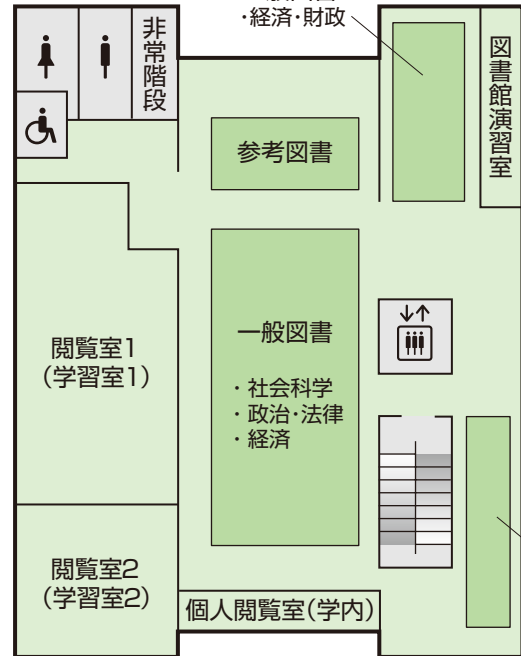 ・経済・財政
非常階段
図書館演習室
参考図書
一般図書
・社会科学
・政治・法律
・経済
閲覧室1
(学習室1)
閲覧室2
(学習室2)
個人閲覧室(学内)